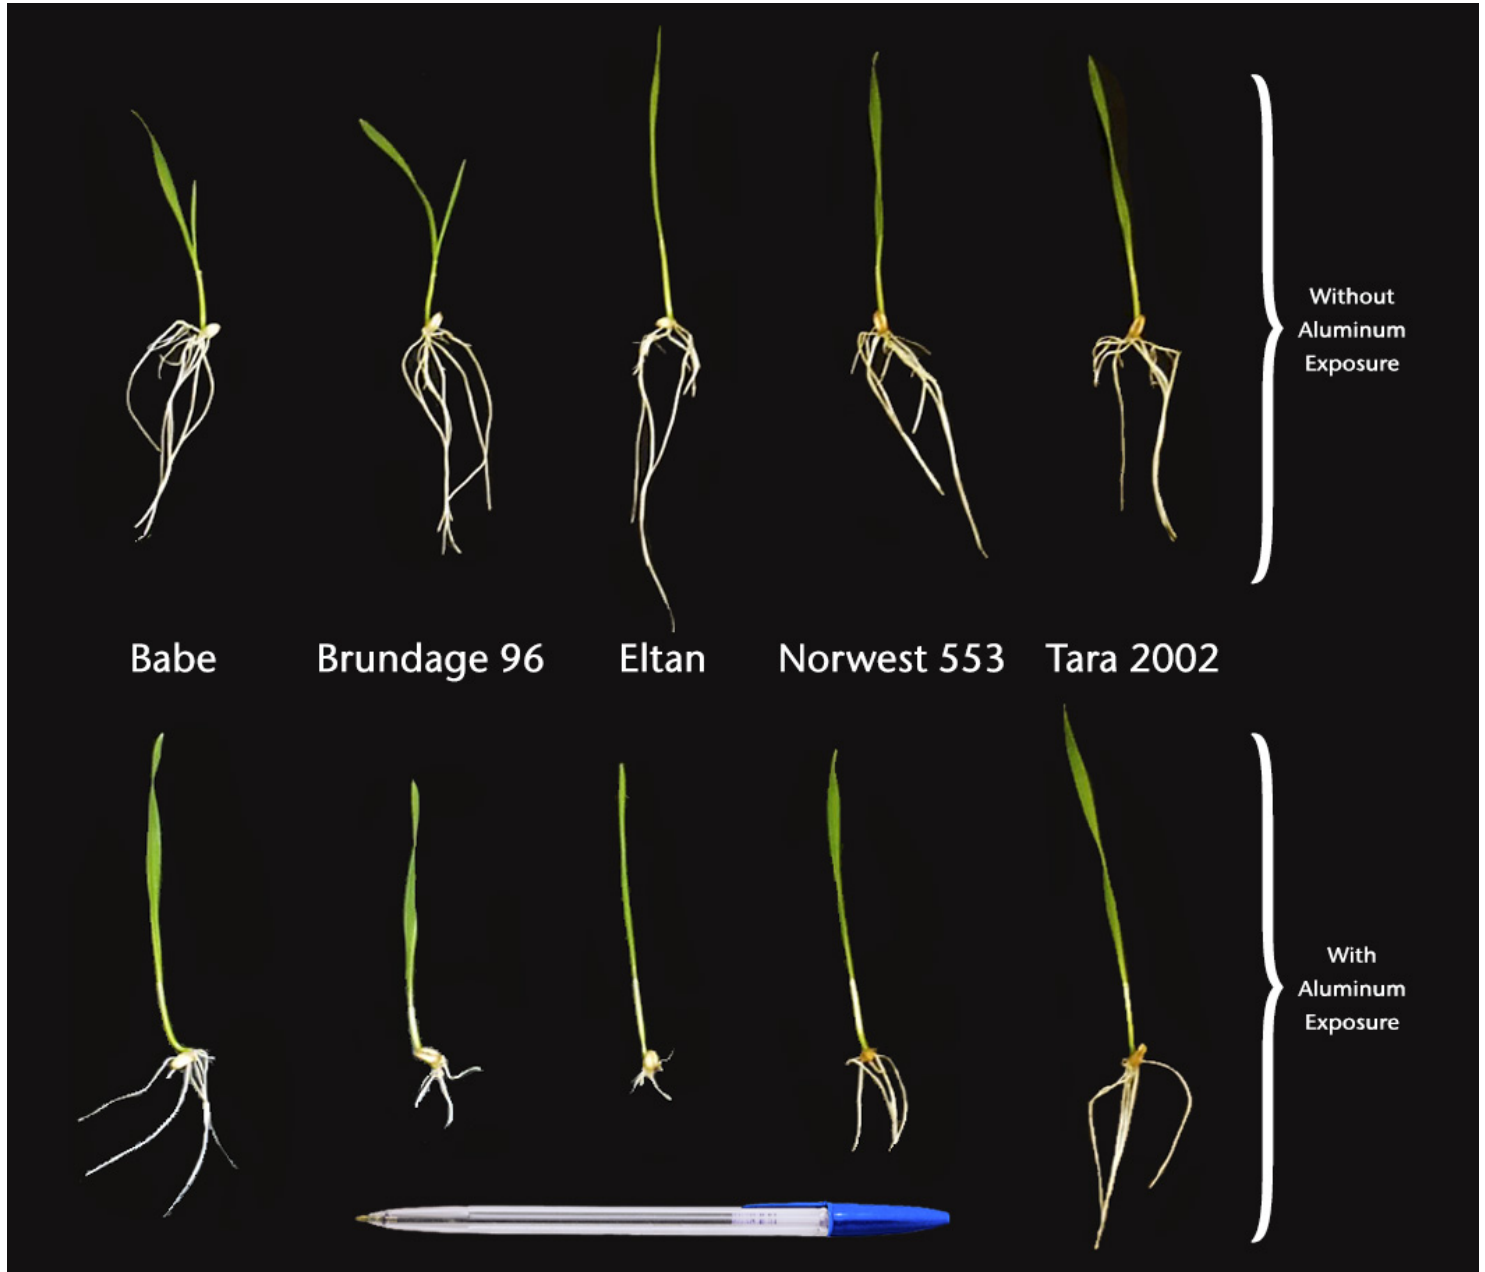 Without
Aluminum
Exposure
Babe
Brundage 96
Eltan
Norwest 553
Tara 2002
With
Aluminum
Exposure